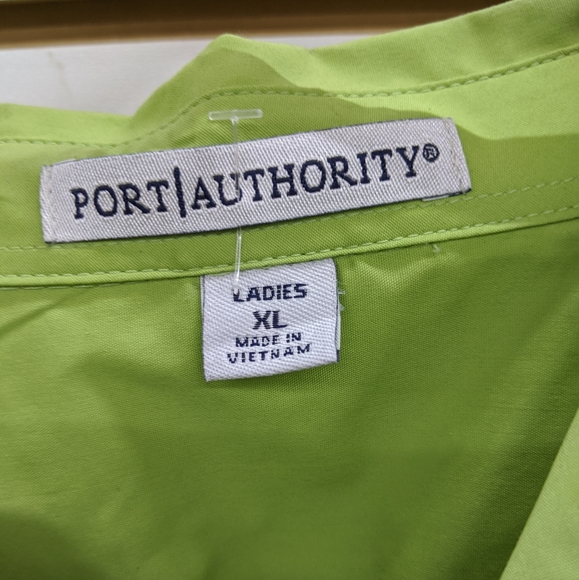 PORT|AUTHORITY®
LADIES
XL
MADE IN
VIETNAM